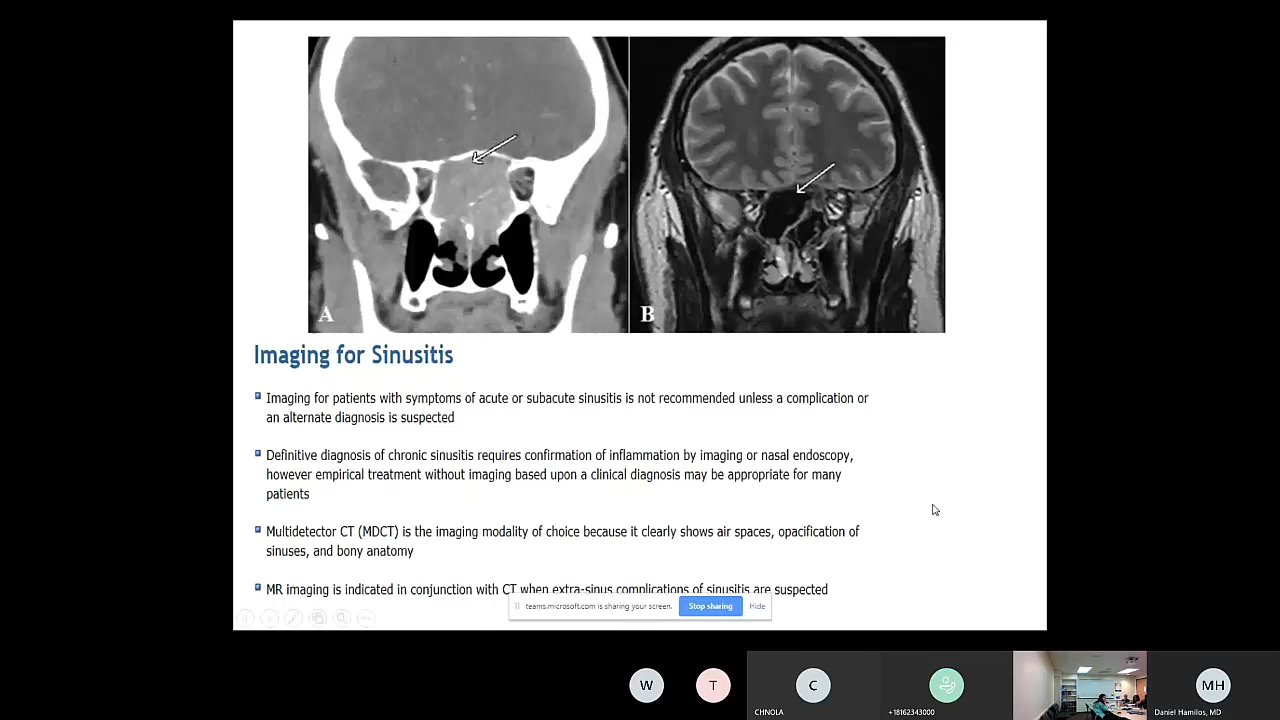 A
B
Imaging for Sinusitis
Imaging for patients with symptoms of acute or subacute sinusitis is not recommended unless a complication or
an alternate diagnosis is suspected
Definitive diagnosis of chronic sinusitis requires confirmation of inflammation by imaging or nasal endoscopy,
however empirical treatment without imaging based upon a clinical diagnosis may be appropriate for many
patients
Multidetector CT (MDCT) is the imaging modality of choice because it clearly shows air spaces, opacification of
sinuses, and bony anatomy
MR imaging is indicated in conjunction with CT when extra-sinus complications of sinusitis are suspected
teams.microsoft.com is sharing your screen.
Stop sharing
Hide
W
T
C
MH
CHNOLA
+18162343000
Daniel Hamilos, MD